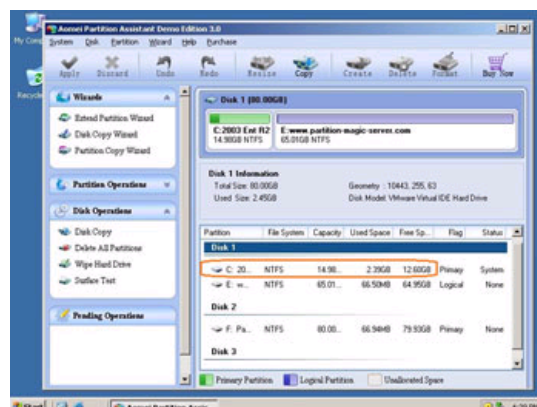 My Comp
Recycle
Aomei Partition Assistant Demo Edition 3.0
System Disk Partition Wizard Help Purchase
Apply Discard Undo Redo Resize Copy Create Delete Format Buy Now
Wizards
Extend Partition Wizard
Disk Copy Wizard
Partition Copy Wizard
Partition Operations
Disk Operations
Disk Copy
Delete All Partitions
Wipe Hard Drive
Surface Test
Pending Operations
Disk 1 (80.00GB)
C:2003 Ent R2
14.98GB NTFS
E:www.partition-magic-server.com
65.01GB NTFS
Disk 1 Information
Total Size: 80.00GB
Geometry : 10443, 255, 63
Used Size: 2.45GB
Disk Model: VMware Virtual IDE Hard Drive
Partition File System Capacity Used Space Free Sp... Flag Status
Disk 1
C: 20... NTFS 14.98... 2.39GB 12.60GB Primary System
E: w... NTFS 65.01... 66.50MB 64.95GB Logical None
Disk 2
F: Pa... NTFS 80.00... 66.94MB 79.93GB Primary None
Disk 3
Primary Partition Logical Partition Unallocated Space
Start
Aomei Partition Assis...